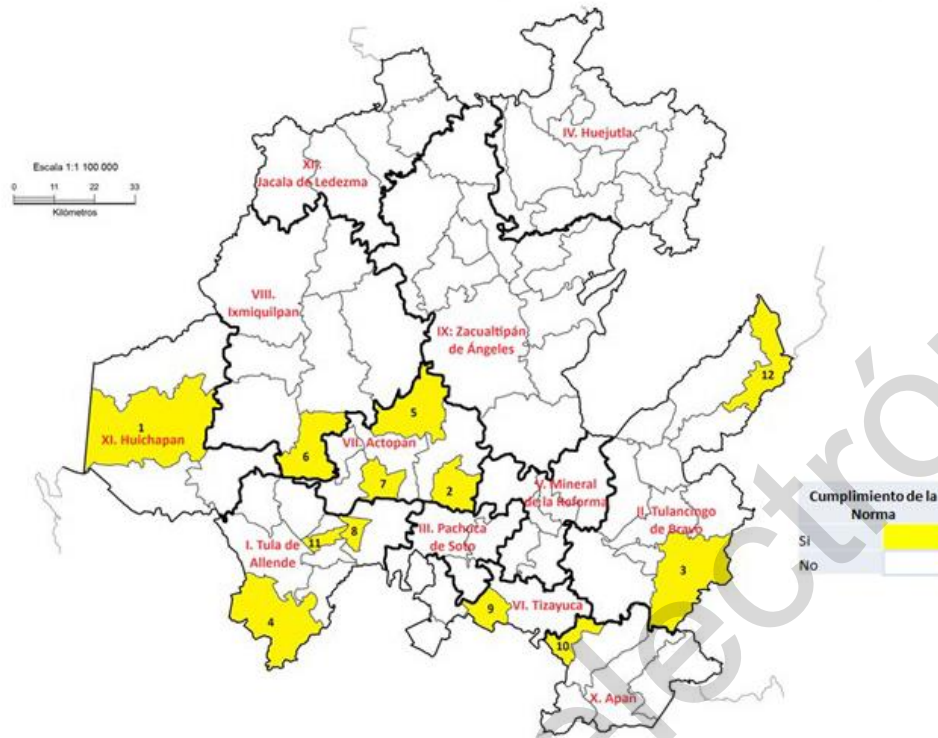 IV. Huejutla
Escala 1:1 100 000
0 11 22 33
Kilómetros
XII.
Jacala de Ledezma
VIII.
Ixmiquilpan
IX: Zacualtipán
de Ángeles
12
1
XI. Huichapan
5
VII. Actopan
6
7
2
V. Mineral
de la Reforma
II. Tulancingo
de Bravo
Cumplimiento de la
Norma
Si
No
III. Pachuca
de Soto
8
11
I. Tula de
Allende
3
4
9
VI. Tizayuca
10
X. Apan
lectró